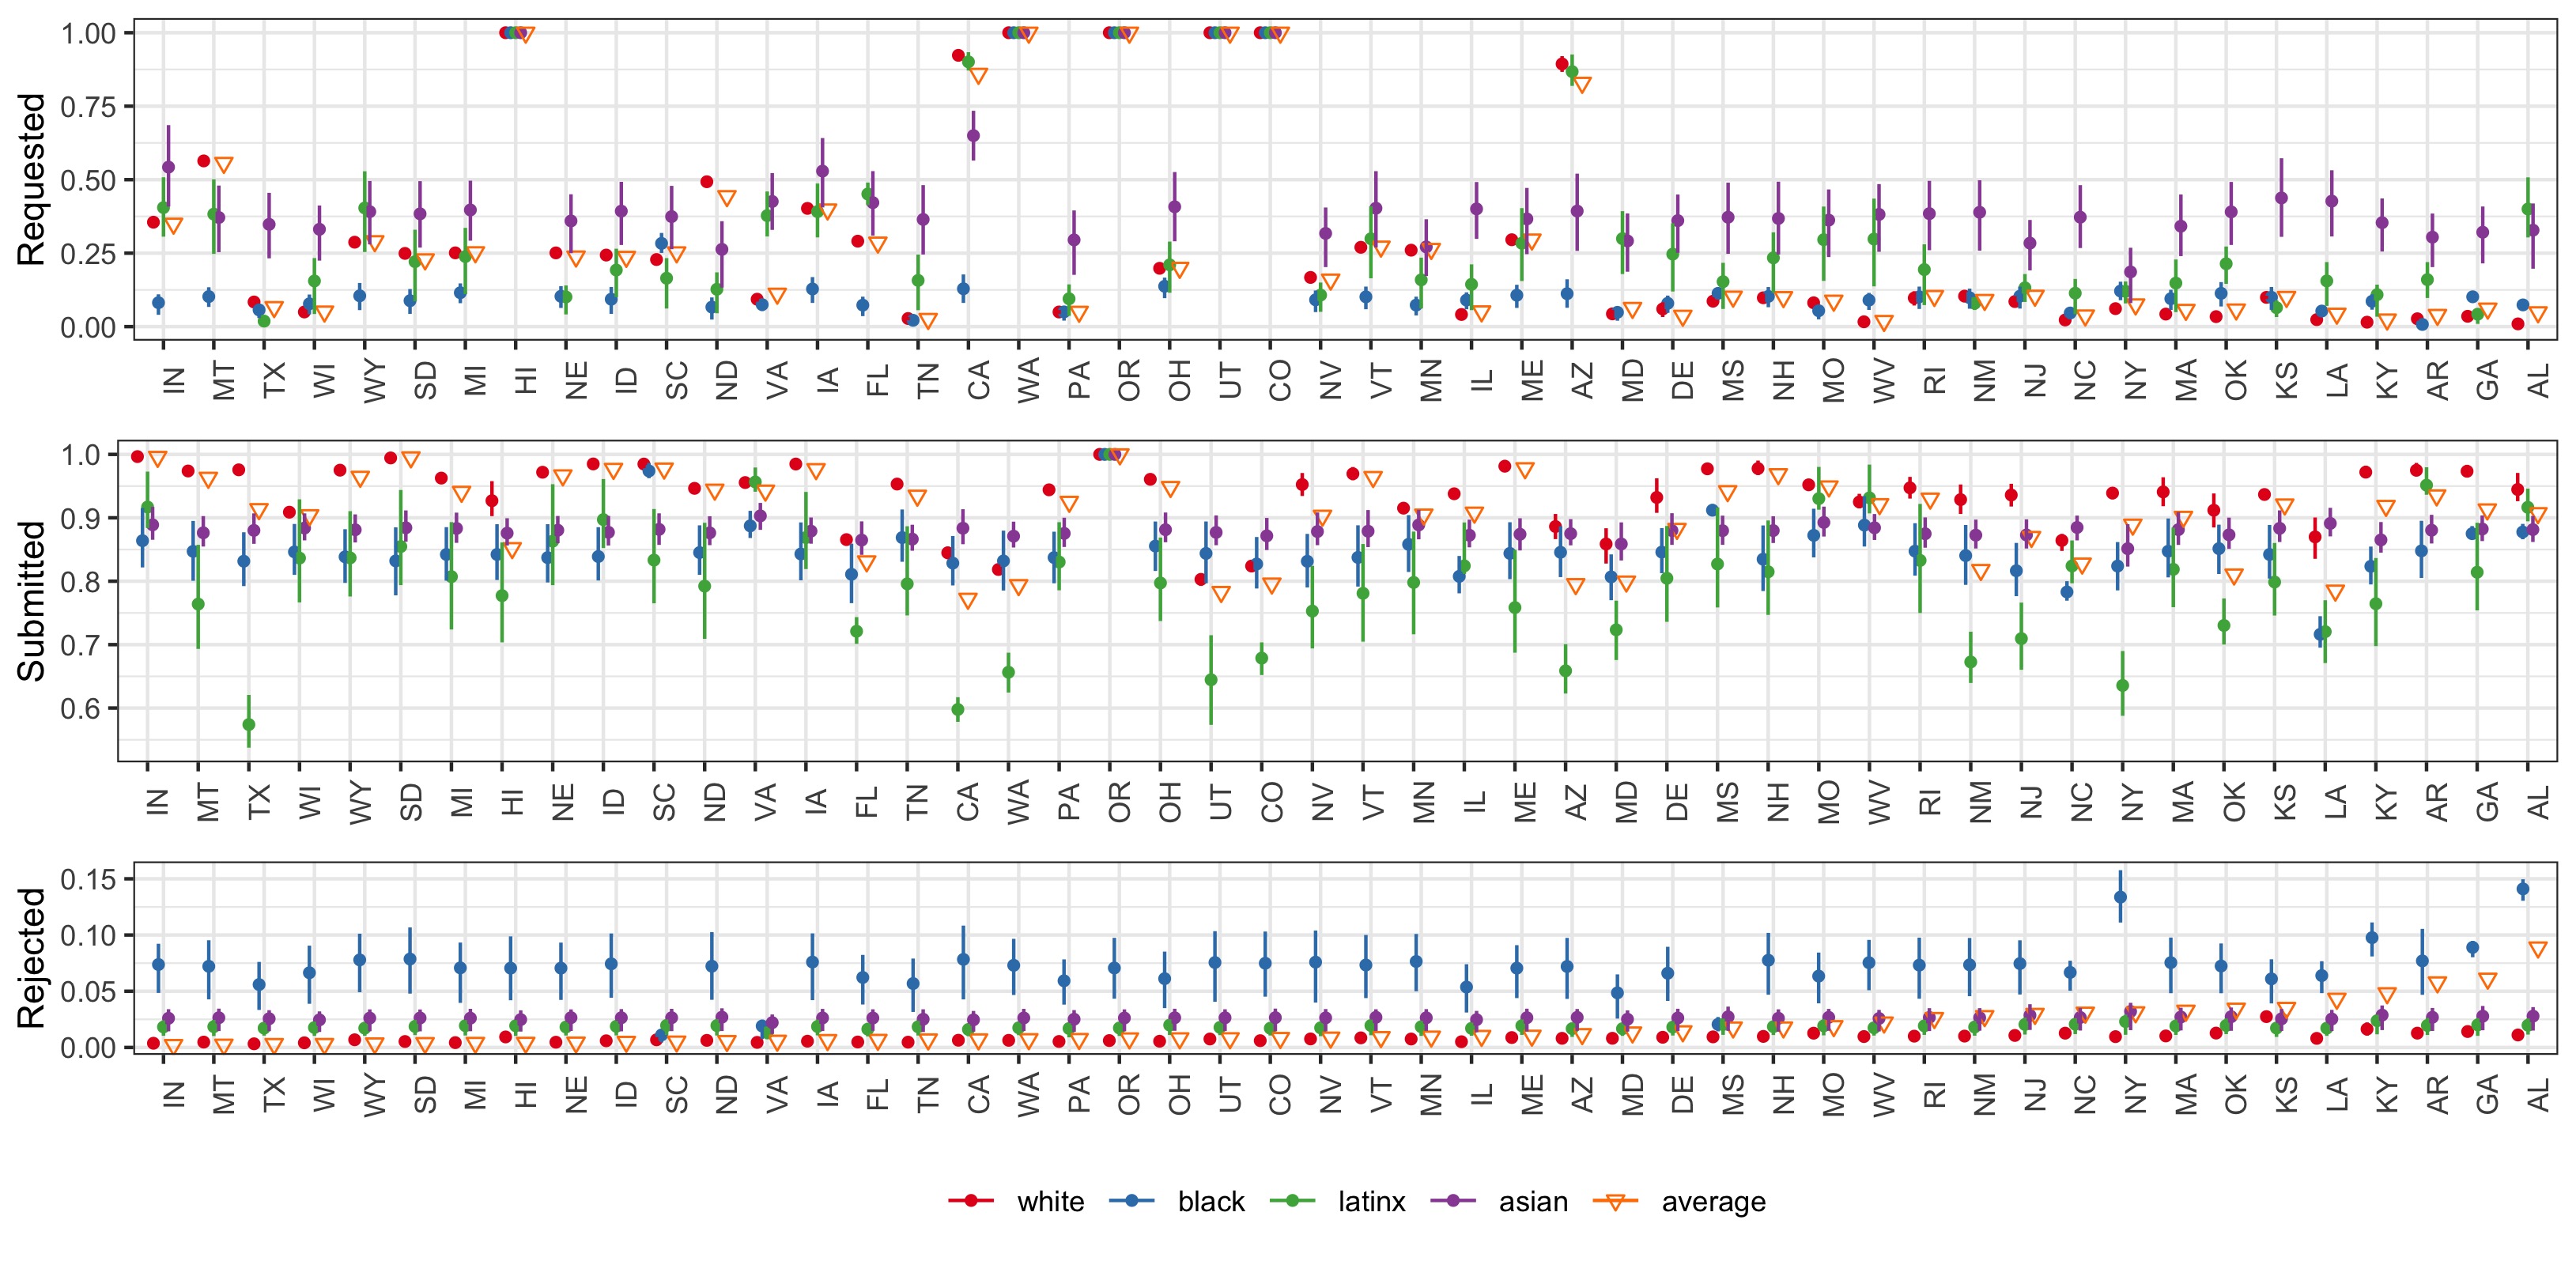 Requested
1.00
0.75
0.50
0.25
0.00
IN MT TX WI WY SD MI HI NE ID SC ND VA IA FL TN CA WA PA OR OH UT CO NV VT MN IL ME AZ MD DE MS NH MO WV RI NM NJ NC NY MA OK KS LA KY AR GA AL
Submitted
1.0
0.9
0.8
0.7
0.6
IN MT TX WI WY SD MI HI NE ID SC ND VA IA FL TN CA WA PA OR OH UT CO NV VT MN IL ME AZ MD DE MS NH MO WV RI NM NJ NC NY MA OK KS LA KY AR GA AL
Rejected
0.15
0.10
0.05
0.00
IN MT TX WI WY SD MI HI NE ID SC ND VA IA FL TN CA WA PA OR OH UT CO NV VT MN IL ME AZ MD DE MS NH MO WV RI NM NJ NC NY MA OK KS LA KY AR GA AL
white black latinx asian average